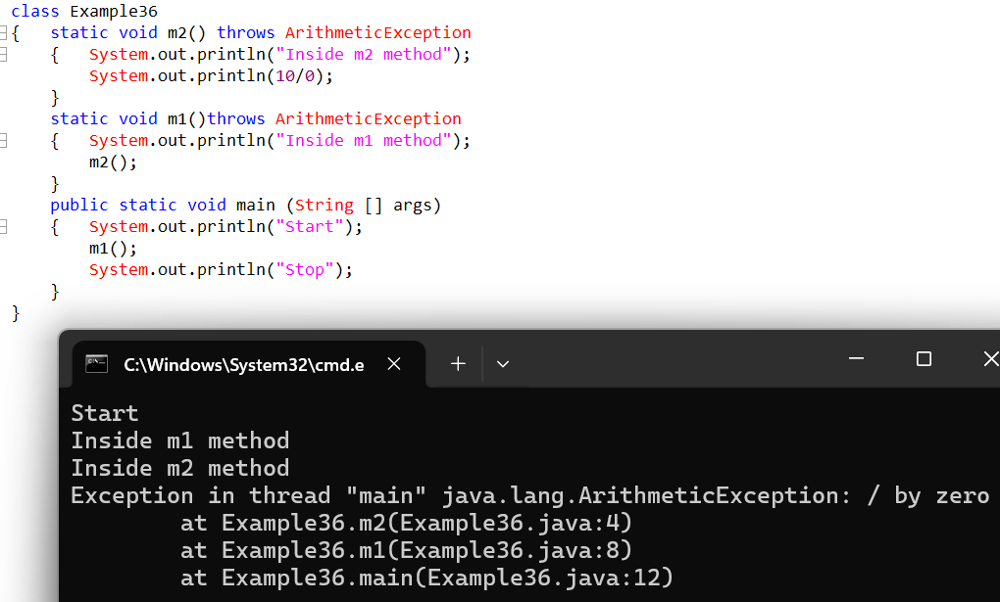 class Example36
{   static void m2() throws ArithmeticException
    {   System.out.println("Inside m2 method");
        System.out.println(10/0);
    }
    static void m1()throws ArithmeticException
    {   System.out.println("Inside m1 method");
        m2();
    }
    public static void main (String [] args)
    {   System.out.println("Start");
        m1();
        System.out.println("Stop");
    }
}
C:\Windows\System32\cmd.e
Start
Inside m1 method
Inside m2 method
Exception in thread "main" java.lang.ArithmeticException: / by zero
        at Example36.m2(Example36.java:4)
        at Example36.m1(Example36.java:8)
        at Example36.main(Example36.java:12)